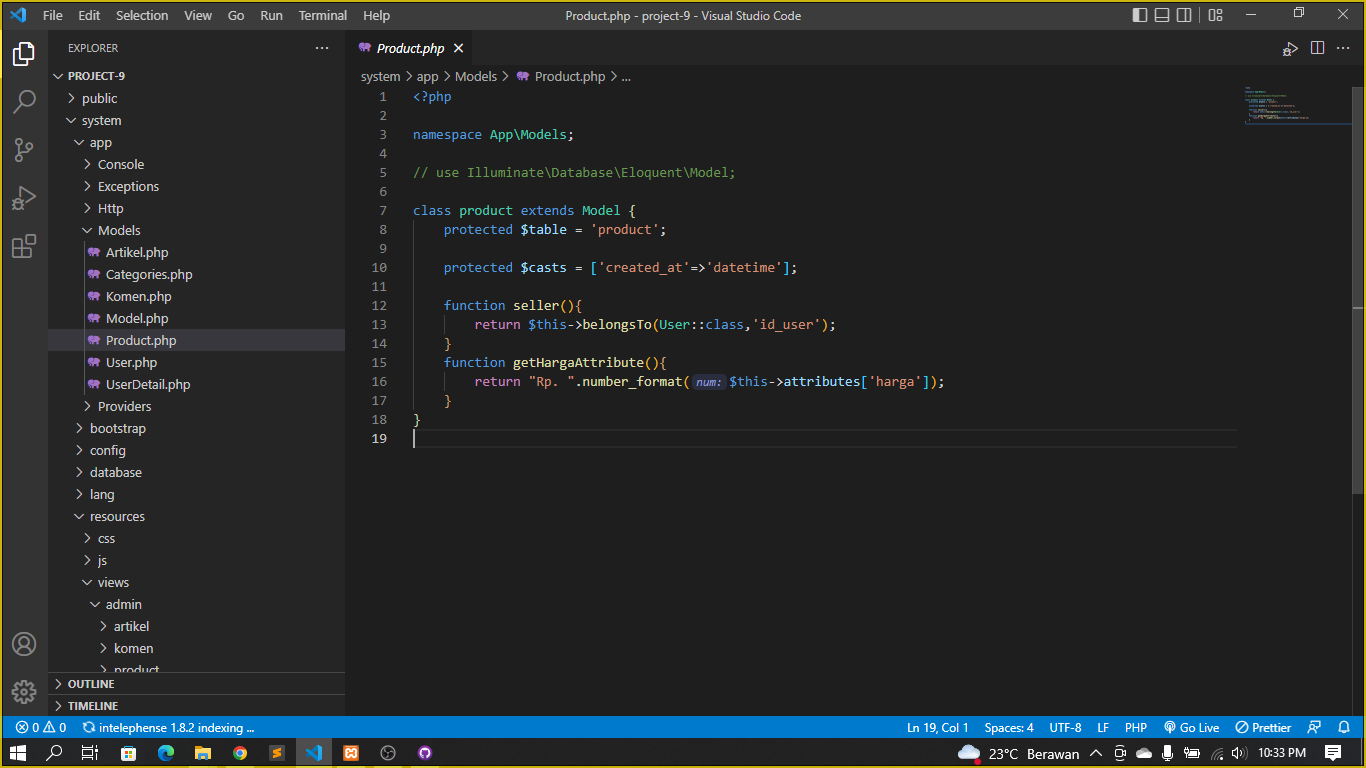 File Edit Selection View Go Run Terminal Help Product.php - project-9 - Visual Studio Code
EXPLORER
PROJECT-9
public
system
app
Console
Exceptions
Http
Models
Artikel.php
Categories.php
Komen.php
Model.php
Product.php
User.php
UserDetail.php
Providers
bootstrap
config
database
lang
resources
css
js
views
admin
artikel
komen
product
OUTLINE
TIMELINE
Product.php
system > app > Models > Product.php > ...
1 <?php
2
3 namespace App\Models;
4
5 // use Illuminate\Database\Eloquent\Model;
6
7 class product extends Model {
8 protected $table = 'product';
9
10 protected $casts = ['created_at'=>'datetime'];
11
12 function seller(){
13 return $this->belongsTo(User::class,'id_user');
14 }
15 function getHargaAttribute(){
16 return "Rp. ".number_format( num: $this->attributes['harga']);
17 }
18 }
19
0 0 intelephense 1.8.2 indexing ... Ln 19, Col 1 Spaces: 4 UTF-8 LF PHP Go Live Prettier
23°C Berawan 10:33 PM